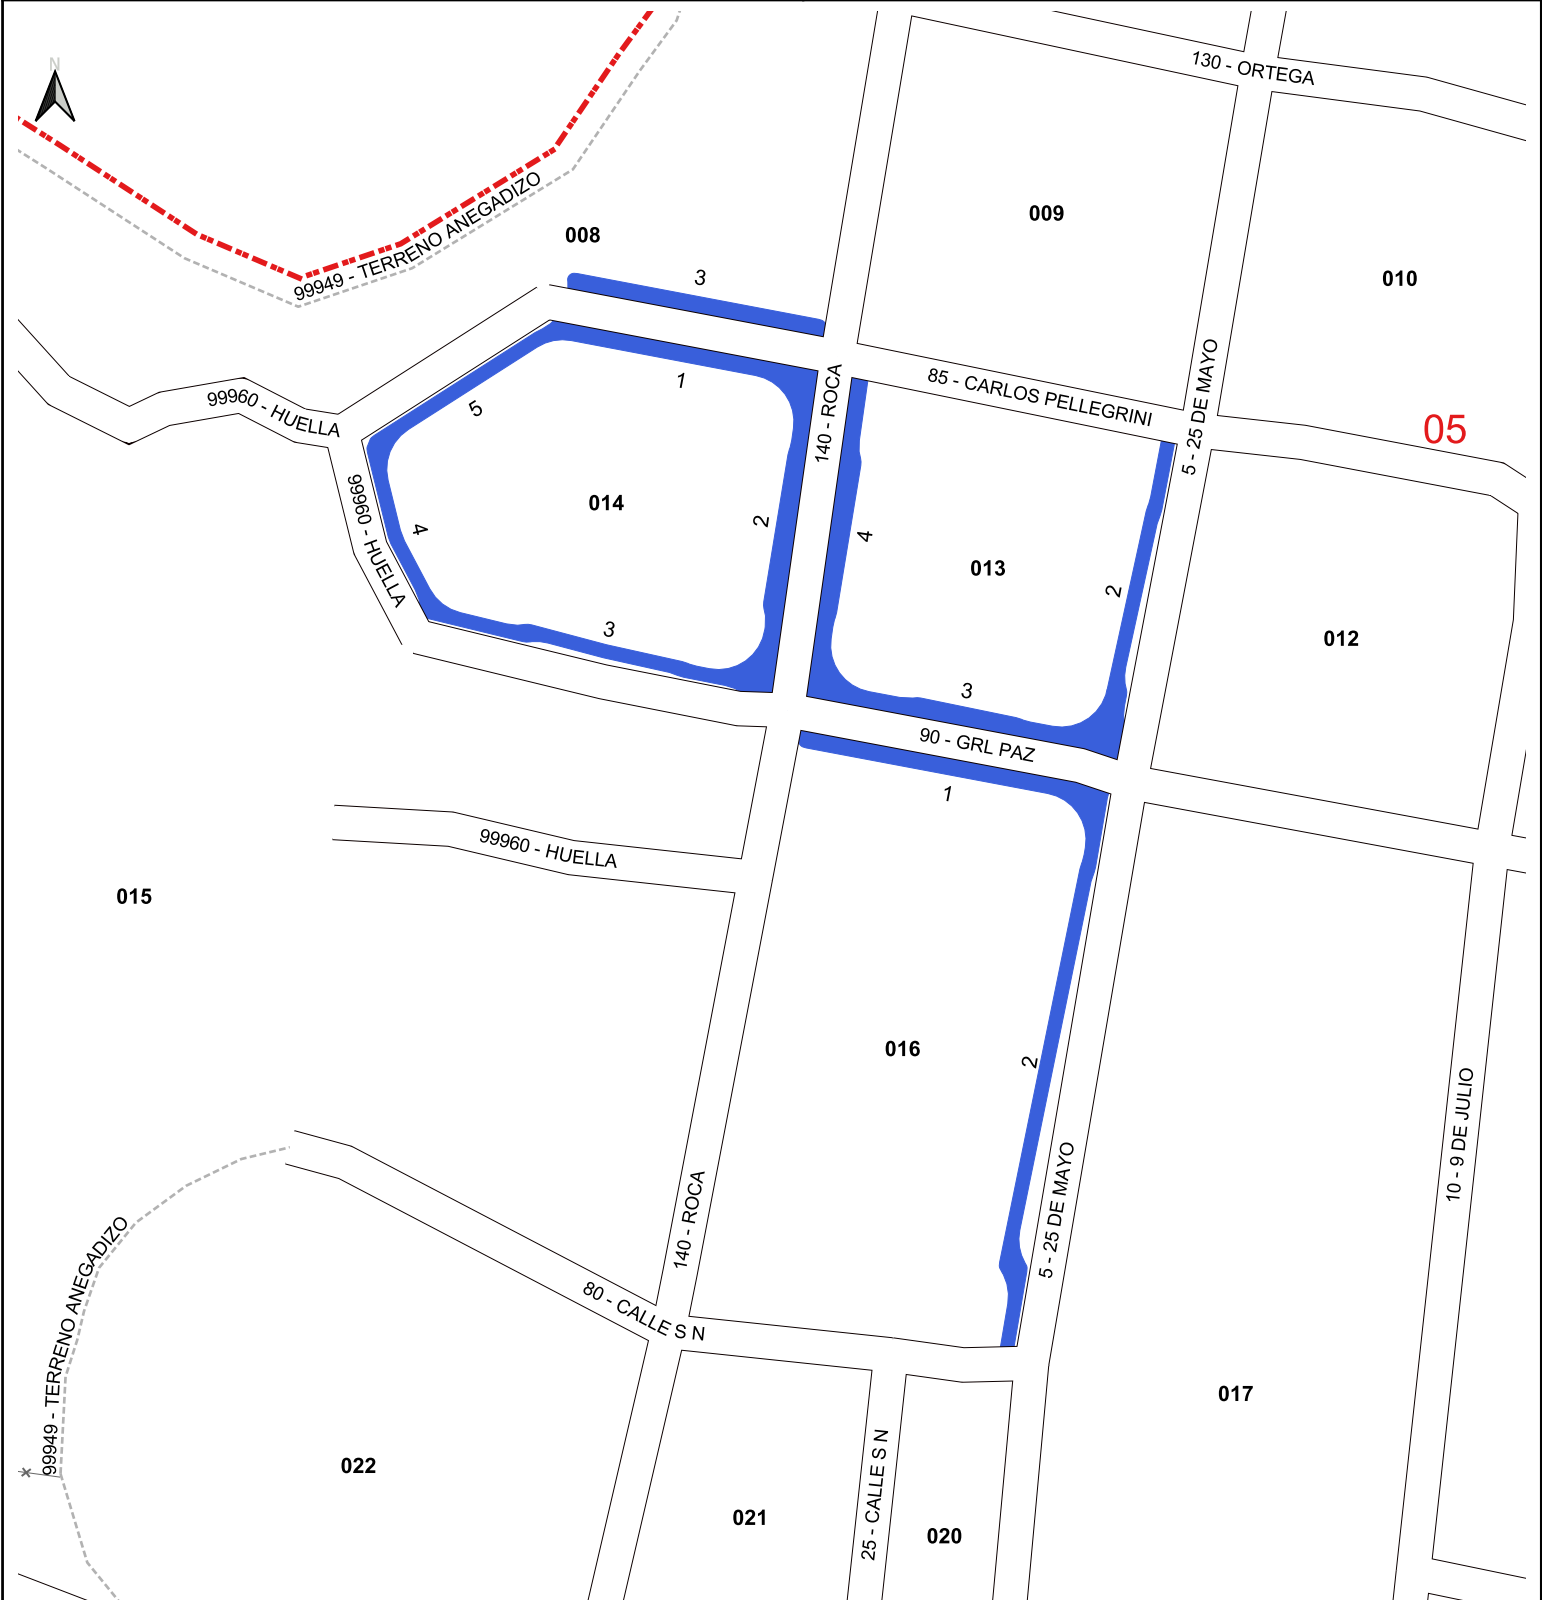 N
130 - ORTEGA
99949 - TERRENO ANEGADIZO
008
009
010
3
85 - CARLOS PELLEGRINI
5 - 25 DE MAYO
05
99960 - HUELLA
140 - ROCA
1
5
99960 - HUELLA
4
014
2
4
013
2
012
3
3
90 - GRL PAZ
1
99960 - HUELLA
015
016
2
10 - 9 DE JULIO
140 - ROCA
5 - 25 DE MAYO
99949 - TERRENO ANEGADIZO
80 - CALLE S N
017
022
25 - CALLE S N
021
020